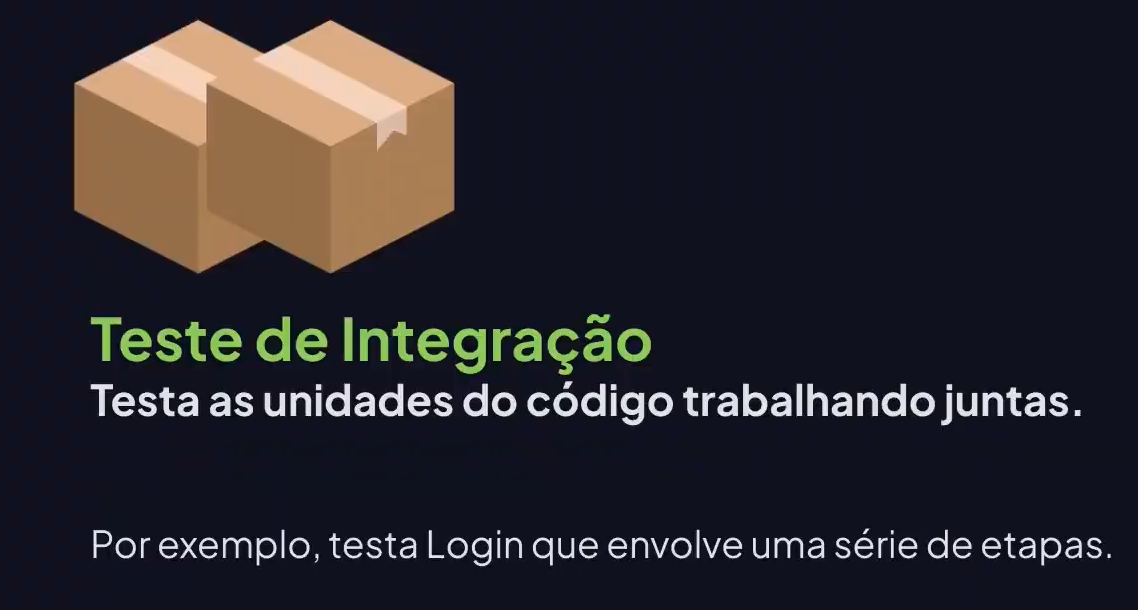 Teste de Integração
Testa as unidades do código trabalhando juntas.
Por exemplo, testa Login que envolve uma série de etapas.